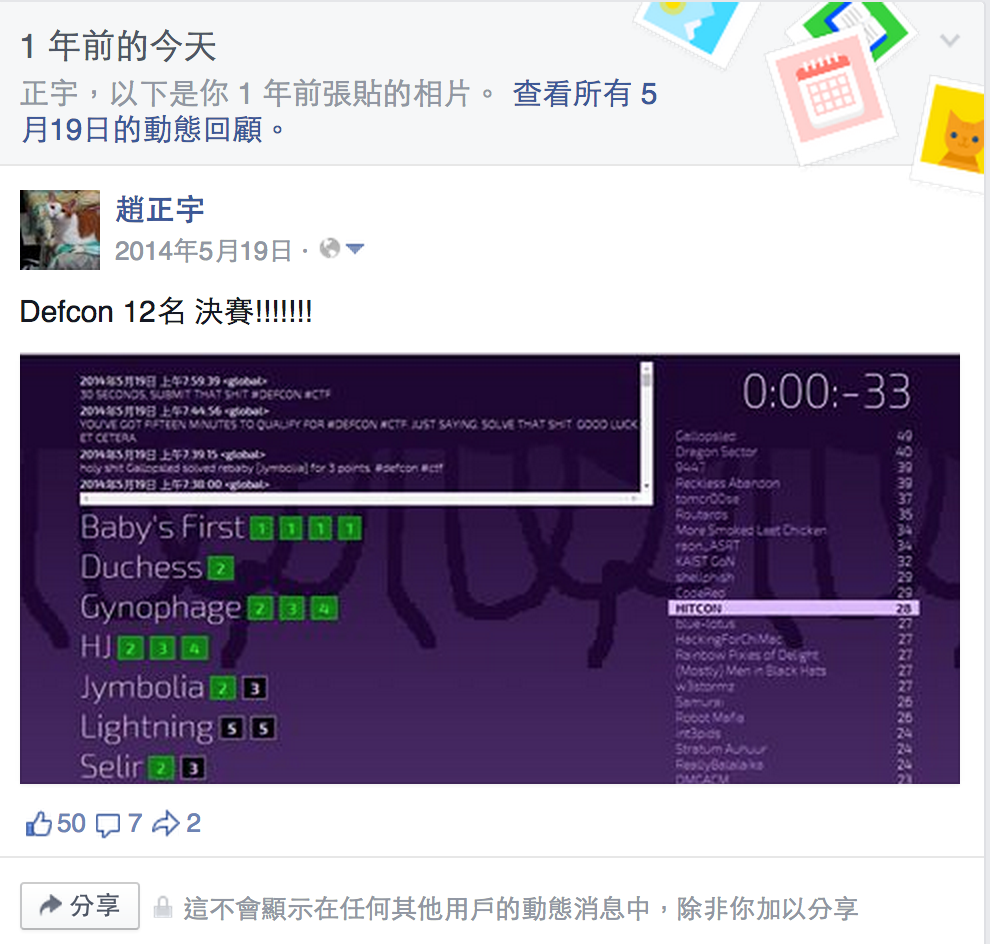 1 年前的今天
正宇，以下是你 1 年前張貼的相片。 查看所有 5
月19日的動態回顧。
趙正宇
2014年5月19日 ·
Defcon 12名 決賽!!!!!!!
2014年5月19日 上午7:59:39 <global>
30 SECONDS, SUBMIT THAT SHIT #DEFCON #CTF
2014年5月19日 上午7:44:56 <global>
YOU'VE GOT FIFTEEN MINUTES TO QUALIFY FOR #DEFCON #CTF. JUST SAYING. SOLVE THAT SHIT. GOOD LUCK
ET CETERA
2014年5月19日 上午7:39:15 <global>
holy shit Gallopsled solved rebaby [Jymbolia] for 3 points. #defcon #ctf
2014年5月19日 上午7:38:00 <global>
Baby's First 1 1 1 1
Duchess 2
Gynophage 2 3 4
HJ 2 3 4
Jymbolia 2 3
Lightning 5 5
Selir 2 3
0:00:-33
Gallopsled 49
Dragon Sector 40
9447 39
Reckless Abandon 39
tomcr00se 37
Routards 35
More Smoked Leet Chicken 34
raon_ASRT 34
KAIST GoN 32
shellphish 29
CodeRed 29
HITCON 28
blue-lotus 27
HackingForChiMac 27
Rainbow Pixies of Delight 27
(Mostly) Men in Black Hats 27
w3stormz 27
Samurai 26
Robot Mafia 26
int3pids 24
Stratum Auhuur 24
ReallyBalalaika 24
DMCACM 23
50 7 2
分享
這不會顯示在任何其他用戶的動態消息中，除非你加以分享